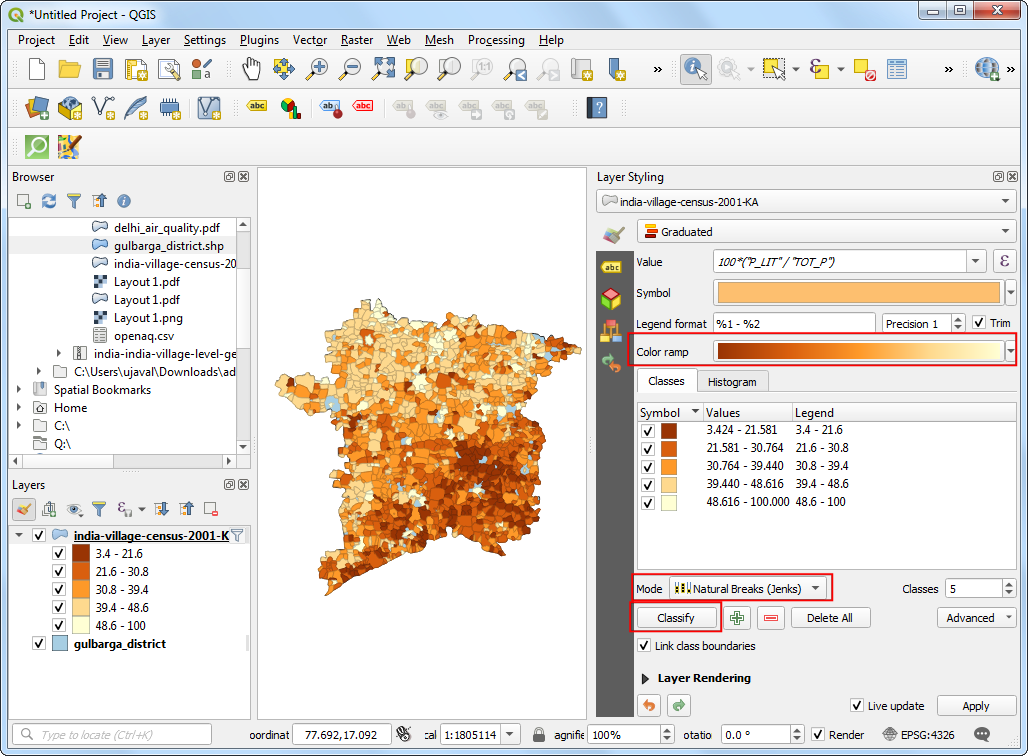 *Untitled Project - QGIS
Project Edit View Layer Settings Plugins Vector Raster Web Mesh Processing Help
Browser
delhi_air_quality.pdf
gulbarga_district.shp
india-village-census-20
Layout 1.pdf
Layout 1.pdf
Layout 1.png
openaq.csv
india-india-village-level-ge
C:\Users\ujaval\Downloads\ad
Spatial Bookmarks
Home
C:\
Q:\
Layers
india-village-census-2001-K
3.4 - 21.6
21.6 - 30.8
30.8 - 39.4
39.4 - 48.6
48.6 - 100
gulbarga_district
Layer Styling
india-village-census-2001-KA
Graduated
Value 100*("P_LIT" / "TOT_P")
Symbol
Legend format %1 - %2 Precision 1 Trim
Color ramp
Classes Histogram
Symbol Values Legend
3.424 - 21.581 3.4 - 21.6
21.581 - 30.764 21.6 - 30.8
30.764 - 39.440 30.8 - 39.4
39.440 - 48.616 39.4 - 48.6
48.616 - 100.000 48.6 - 100
Mode Natural Breaks (Jenks) Classes 5
Classify Delete All Advanced
Link class boundaries
Layer Rendering
Live update Apply
Type to locate (Ctrl+K) oordinat 77.692,17.092 cal 1:1805114 agnifie 100% otatio 0.0 ° Render EPSG:4326